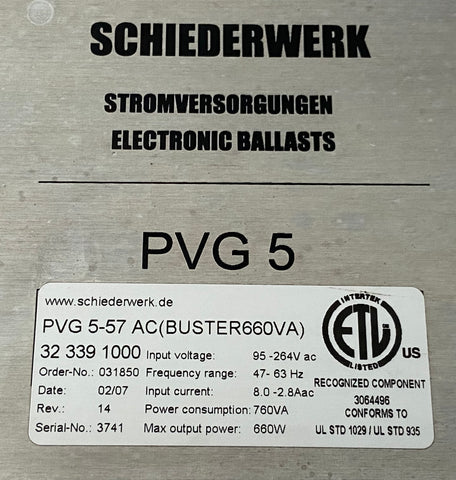 SCHIEDERWERK
STROMVERSORGUNGEN
ELECTRONIC BALLASTS
PVG 5
www.schiederwerk.de
PVG 5-57 AC(BUSTER660VA)
32 339 1000 Input voltage: 95 -264V ac
Order-No.: 031850 Frequency range: 47- 63 Hz
Date: 02/07 Input current: 8.0 -2.8Aac
Rev.: 14 Power consumption: 760VA
Serial-No.: 3741 Max output power: 660W
INTERTEK
ETL
LISTED
US
RECOGNIZED COMPONENT
3064496
CONFORMS TO
UL STD 1029 / UL STD 935